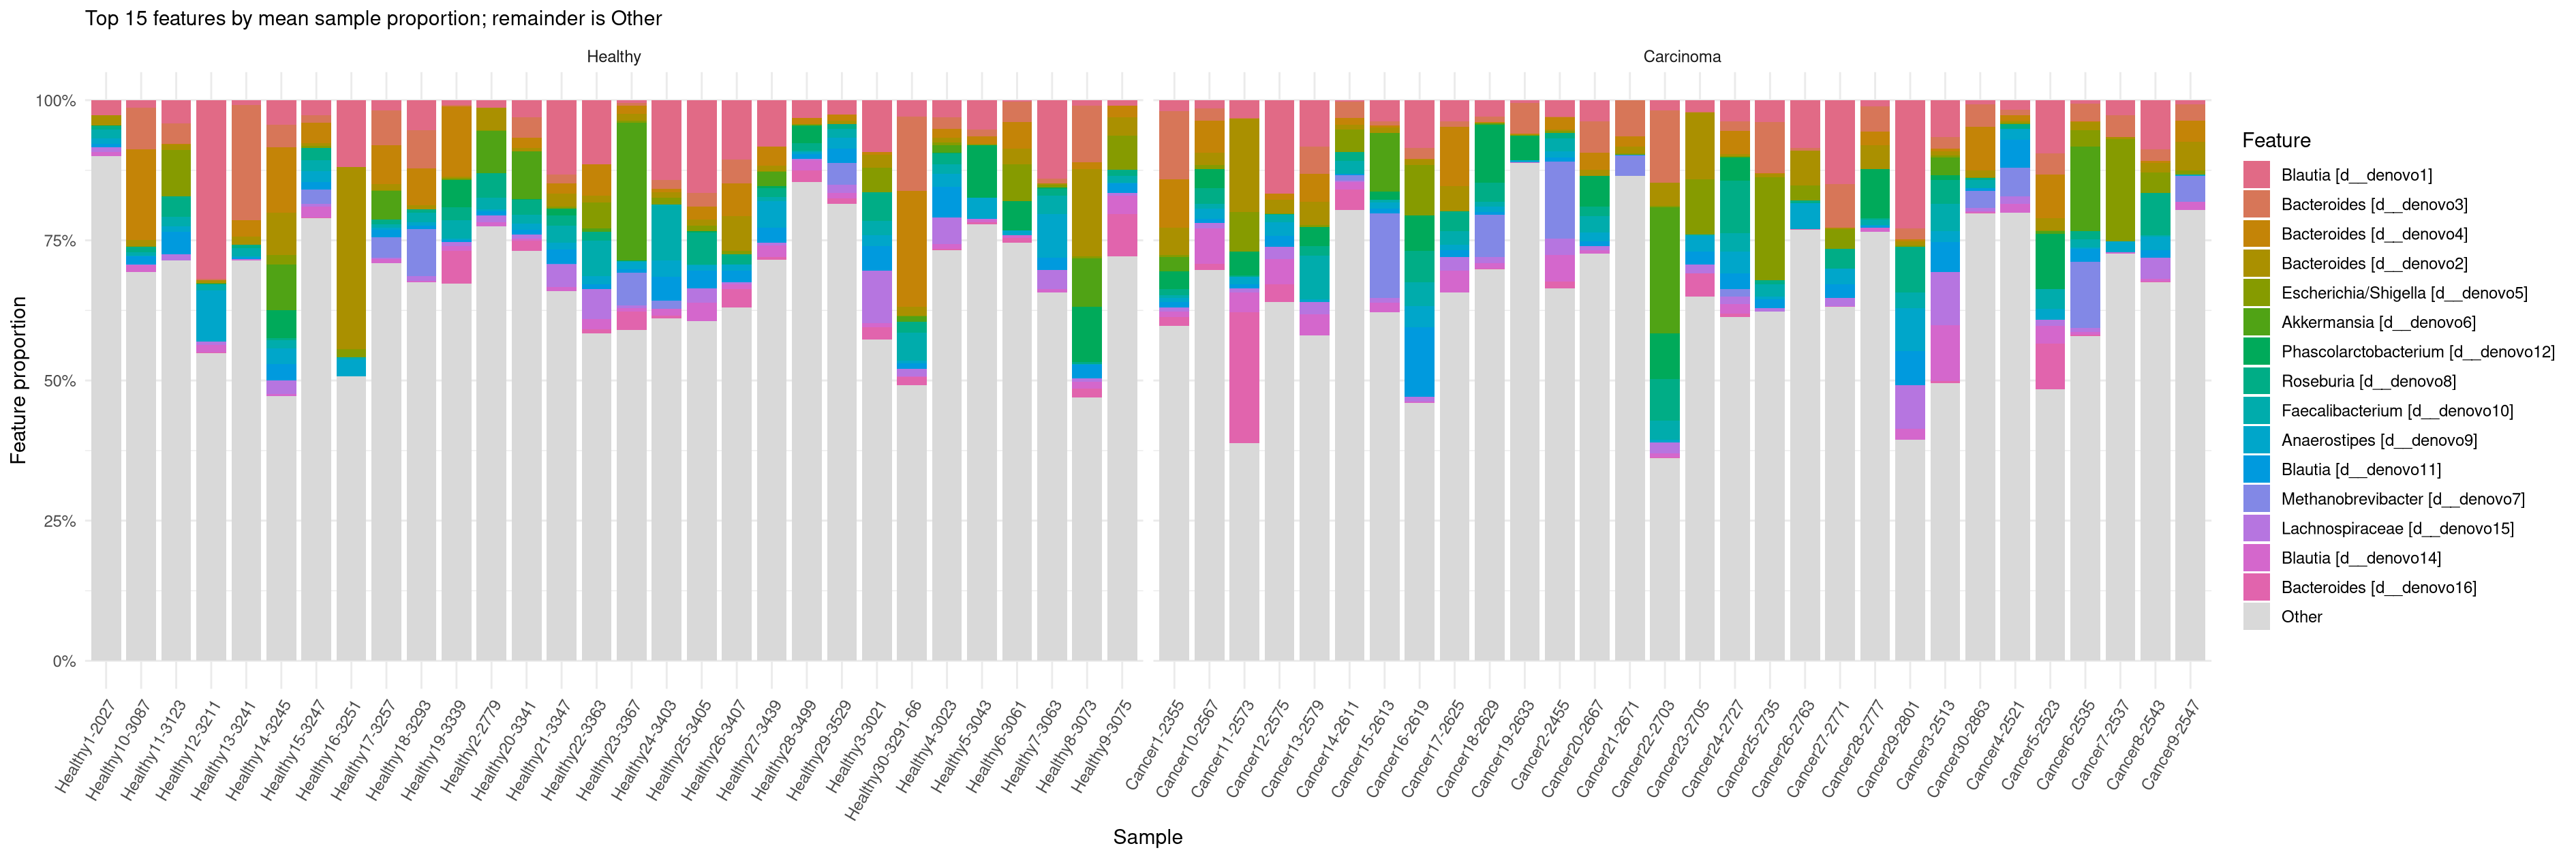 Top 15 features by mean sample proportion; remainder is Other
Healthy
Carcinoma
Feature proportion
100%
75%
50%
25%
0%
Healthy1-2027
Healthy10-3087
Healthy11-3123
Healthy12-3211
Healthy13-3241
Healthy14-3245
Healthy15-3247
Healthy16-3251
Healthy17-3257
Healthy18-3293
Healthy19-3339
Healthy2-2779
Healthy20-3341
Healthy21-3347
Healthy22-3363
Healthy23-3367
Healthy24-3403
Healthy25-3405
Healthy26-3407
Healthy27-3439
Healthy28-3499
Healthy29-3529
Healthy3-3021
Healthy30-3291-66
Healthy4-3023
Healthy5-3043
Healthy6-3061
Healthy7-3063
Healthy8-3073
Healthy9-3075
Cancer1-2355
Cancer10-2567
Cancer11-2573
Cancer12-2575
Cancer13-2579
Cancer14-2611
Cancer15-2613
Cancer16-2619
Cancer17-2625
Cancer18-2629
Cancer19-2633
Cancer2-2455
Cancer20-2667
Cancer21-2671
Cancer22-2703
Cancer23-2705
Cancer24-2727
Cancer25-2735
Cancer26-2763
Cancer27-2771
Cancer28-2777
Cancer29-2801
Cancer3-2513
Cancer30-2863
Cancer4-2521
Cancer5-2523
Cancer6-2535
Cancer7-2537
Cancer8-2543
Cancer9-2547
Sample
Feature
Blautia [d__denovo1]
Bacteroides [d__denovo3]
Bacteroides [d__denovo4]
Bacteroides [d__denovo2]
Escherichia/Shigella [d__denovo5]
Akkermansia [d__denovo6]
Phascolarctobacterium [d__denovo12]
Roseburia [d__denovo8]
Faecalibacterium [d__denovo10]
Anaerostipes [d__denovo9]
Blautia [d__denovo11]
Methanobrevibacter [d__denovo7]
Lachnospiraceae [d__denovo15]
Blautia [d__denovo14]
Bacteroides [d__denovo16]
Other